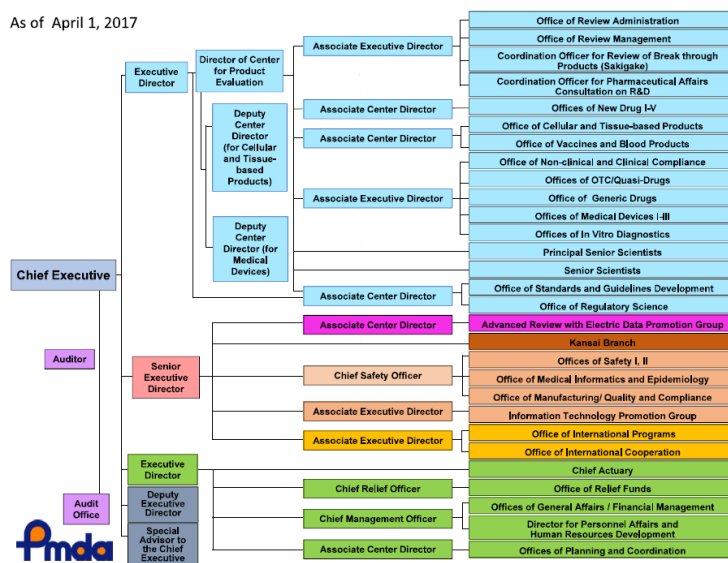 As of April 1, 2017
Chief Executive
Auditor
Audit
Office
Pmda
Executive
Director
Director of Center
for Product
Evaluation
Deputy
Center
Director
(for Cellular
and Tissue-
based
Products)
Deputy
Center
Director (for
Medical
Devices)
Associate Executive Director
Office of Review Administration
Office of Review Management
Coordination Officer for Review of Break through
Products (Sakigake)
Coordination Officer for Pharmaceutical Affairs
Consultation on R&D
Associate Center Director
Offices of New Drug I-V
Associate Center Director
Office of Cellular and Tissue-based Products
Office of Vaccines and Blood Products
Associate Executive Director
Office of Non-clinical and Clinical Compliance
Offices of OTC/Quasi-Drugs
Office of Generic Drugs
Offices of Medical Devices I-III
Offices of In Vitro Diagnostics
Principal Senior Scientists
Senior Scientists
Associate Center Director
Office of Standards and Guidelines Development
Office of Regulatory Science
Senior
Executive
Director
Associate Center Director
Advanced Review with Electric Data Promotion Group
Kansai Branch
Chief Safety Officer
Offices of Safety I, II
Office of Medical Informatics and Epidemiology
Office of Manufacturing/ Quality and Compliance
Associate Executive Director
Information Technology Promotion Group
Associate Executive Director
Office of International Programs
Office of International Cooperation
Executive
Director
Chief Actuary
Chief Relief Officer
Office of Relief Funds
Chief Management Officer
Offices of General Affairs / Financial Management
Director for Personnel Affairs and
Human Resources Development
Associate Center Director
Offices of Planning and Coordination
Deputy
Executive
Director
Special
Advisor to
the Chief
Executive